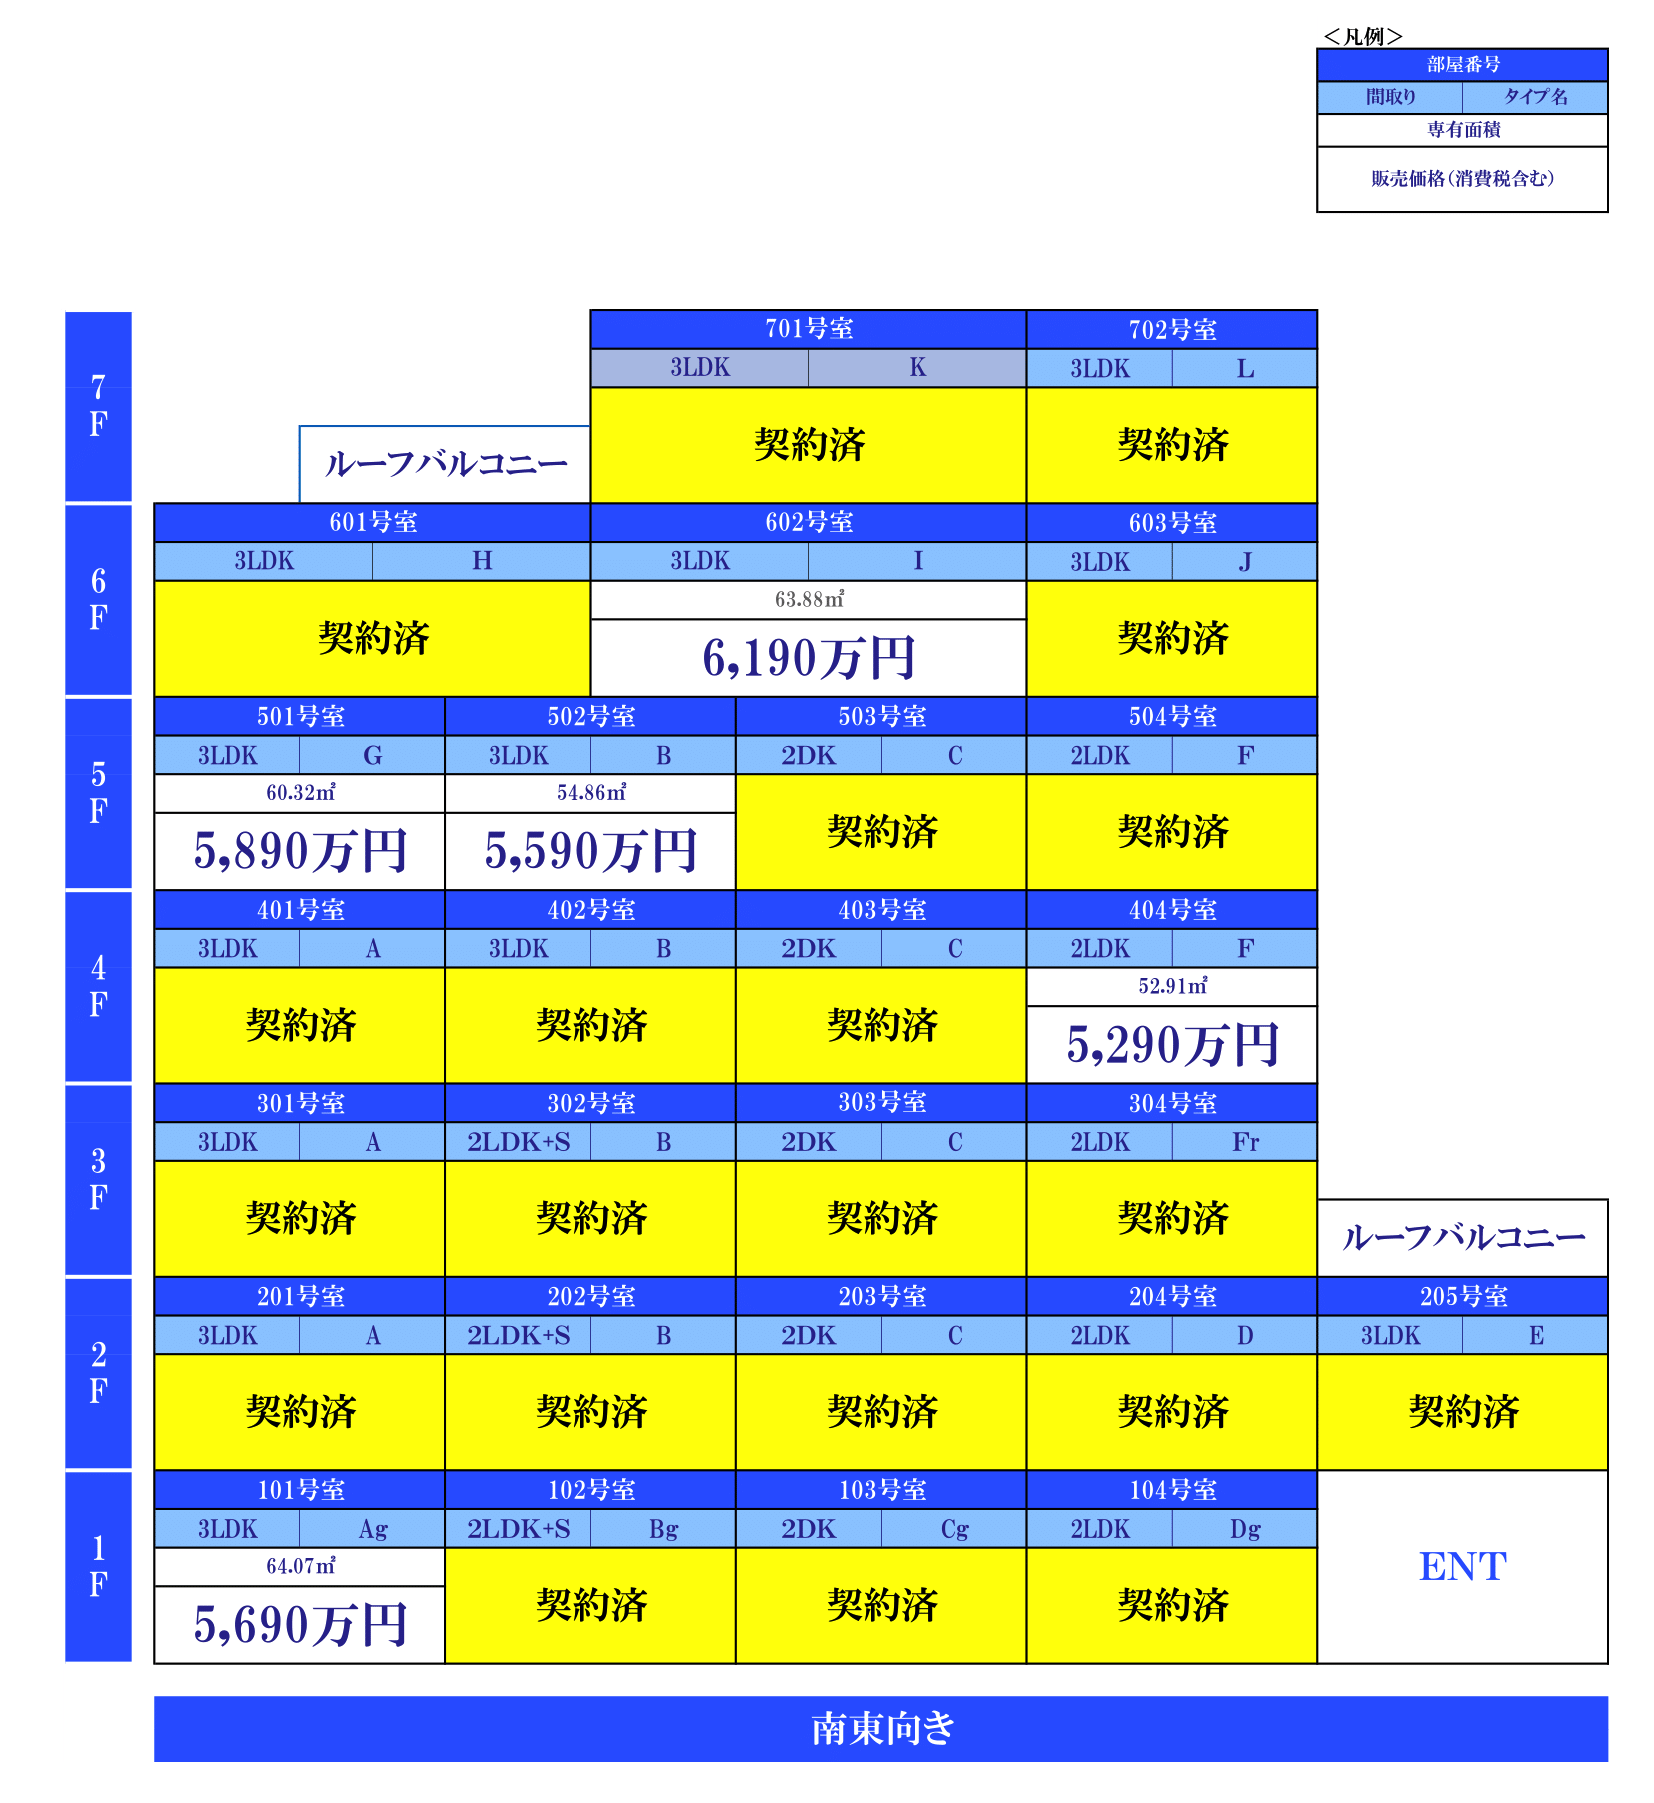 ＜凡例＞
部屋番号
間取り タイプ名
専有面積
販売価格(消費税含む)
7F
701号室 702号室
3LDK K 3LDK L
契約済 契約済
ルーフバルコニー
6F
601号室 602号室 603号室
3LDK H 3LDK I 3LDK J
63.88㎡
契約済 6,190万円 契約済
5F
501号室 502号室 503号室 504号室
3LDK G 3LDK B 2DK C 2LDK F
60.32㎡ 54.86㎡
5,890万円 5,590万円 契約済 契約済
4F
401号室 402号室 403号室 404号室
3LDK A 3LDK B 2DK C 2LDK F
52.91㎡
契約済 契約済 契約済 5,290万円
3F
301号室 302号室 303号室 304号室
3LDK A 2LDK+S B 2DK C 2LDK Fr
契約済 契約済 契約済 契約済 ルーフバルコニー
2F
201号室 202号室 203号室 204号室 205号室
3LDK A 2LDK+S B 2DK C 2LDK D 3LDK E
契約済 契約済 契約済 契約済 契約済
1F
101号室 102号室 103号室 104号室
3LDK Ag 2LDK+S Bg 2DK Cg 2LDK Dg
64.07㎡
5,690万円 契約済 契約済 契約済 ENT
南東向き